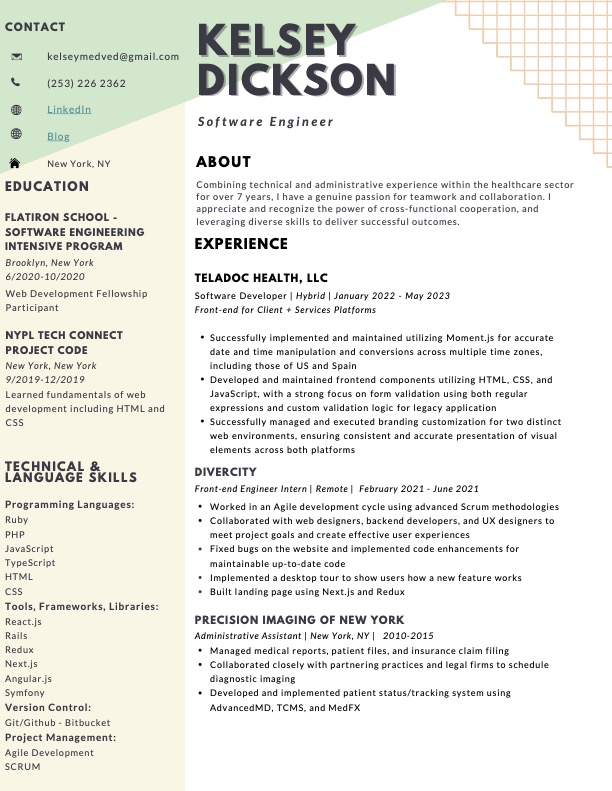 CONTACT
kelseymedved@gmail.com
(253) 226 2362
LinkedIn
Blog
New York, NY
EDUCATION
FLATIRON SCHOOL -
SOFTWARE ENGINEERING
INTENSIVE PROGRAM
Brooklyn, New York
6/2020-10/2020
Web Development Fellowship
Participant
NYPL TECH CONNECT
PROJECT CODE
New York, New York
9/2019-12/2019
Learned fundamentals of web
development including HTML and
CSS
TECHNICAL &
LANGUAGE SKILLS
Programming Languages:
Ruby
PHP
JavaScript
TypeScript
HTML
CSS
Tools, Frameworks, Libraries:
React.js
Rails
Redux
Next.js
Angular.js
Symfony
Version Control:
Git/Github - Bitbucket
Project Management:
Agile Development
SCRUM
KELSEY
DICKSON
Software Engineer
ABOUT
Combining technical and administrative experience within the healthcare sector
for over 7 years, I have a genuine passion for teamwork and collaboration. I
appreciate and recognize the power of cross-functional cooperation, and
leveraging diverse skills to deliver successful outcomes.
EXPERIENCE
TELADOC HEALTH, LLC
Software Developer | Hybrid | January 2022 - May 2023
Front-end for Client + Services Platforms
• Successfully implemented and maintained utilizing Moment.js for accurate
date and time manipulation and conversions across multiple time zones,
including those of US and Spain
• Developed and maintained frontend components utilizing HTML, CSS, and
JavaScript, with a strong focus on form validation using both regular
expressions and custom validation logic for legacy application
• Successfully managed and executed branding customization for two distinct
web environments, ensuring consistent and accurate presentation of visual
elements across both platforms
DIVERCITY
Front-end Engineer Intern | Remote | February 2021 - June 2021
• Worked in an Agile development cycle using advanced Scrum methodologies
• Collaborated with web designers, backend developers, and UX designers to
meet project goals and create effective user experiences
• Fixed bugs on the website and implemented code enhancements for
maintainable up-to-date code
• Implemented a desktop tour to show users how a new feature works
• Built landing page using Next.js and Redux
PRECISION IMAGING OF NEW YORK
Administrative Assistant | New York, NY | 2010-2015
• Managed medical reports, patient files, and insurance claim filing
• Collaborated closely with partnering practices and legal firms to schedule
diagnostic imaging
• Developed and implemented patient status/tracking system using
AdvancedMD, TCMS, and MedFX